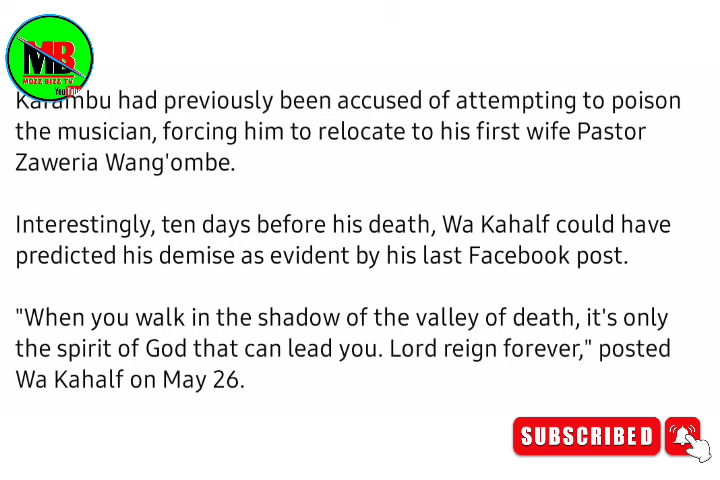 MB
MDZZ BIZZ TV
YouTube
Karambu had previously been accused of attempting to poison
the musician, forcing him to relocate to his first wife Pastor
Zaweria Wang'ombe.
Interestingly, ten days before his death, Wa Kahalf could have
predicted his demise as evident by his last Facebook post.
"When you walk in the shadow of the valley of death, it's only
the spirit of God that can lead you. Lord reign forever," posted
Wa Kahalf on May 26.
SUBSCRIBED